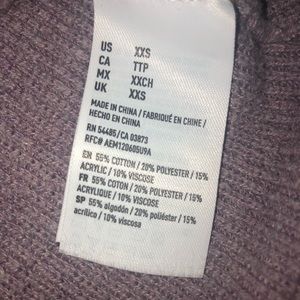 US XXS
CA TTP
MX XXCH
UK XXS
MADE IN CHINA / FABRIQUÉ EN CHINE /
HECHO EN CHINA
RN 54485/CA 03873
RFC# AEM120605U9A
EN 55% COTTON / 20% POLYESTER / 15%
ACRYLIC / 10% VISCOSE
FR 55% COTON / 20% POLYESTER / 15%
ACRYLIQUE / 10% VISCOSE
SP 55% algodón / 20% poliéster / 15%
acrílico / 10% viscosa